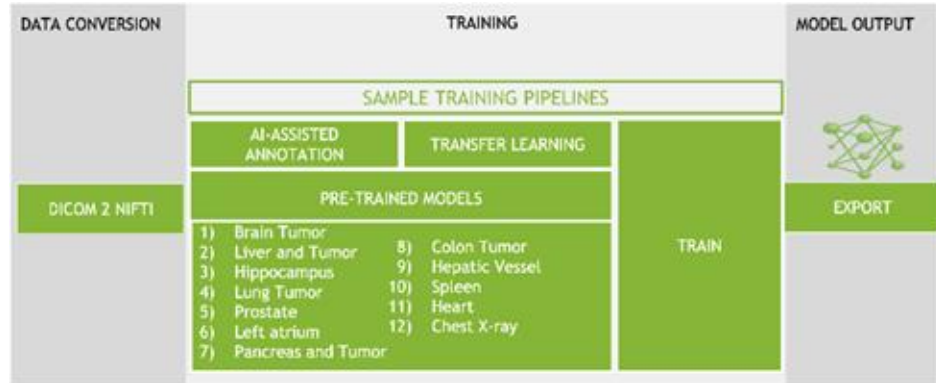 DATA CONVERSION
TRAINING
MODEL OUTPUT
SAMPLE TRAINING PIPELINES
AI-ASSISTED
ANNOTATION
TRANSFER LEARNING
DICOM 2 NIFTI
PRE-TRAINED MODELS
1) Brain Tumor
2) Liver and Tumor
3) Hippocampus
4) Lung Tumor
5) Prostate
6) Left atrium
7) Pancreas and Tumor
8) Colon Tumor
9) Hepatic Vessel
10) Spleen
11) Heart
12) Chest X-ray
TRAIN
EXPORT